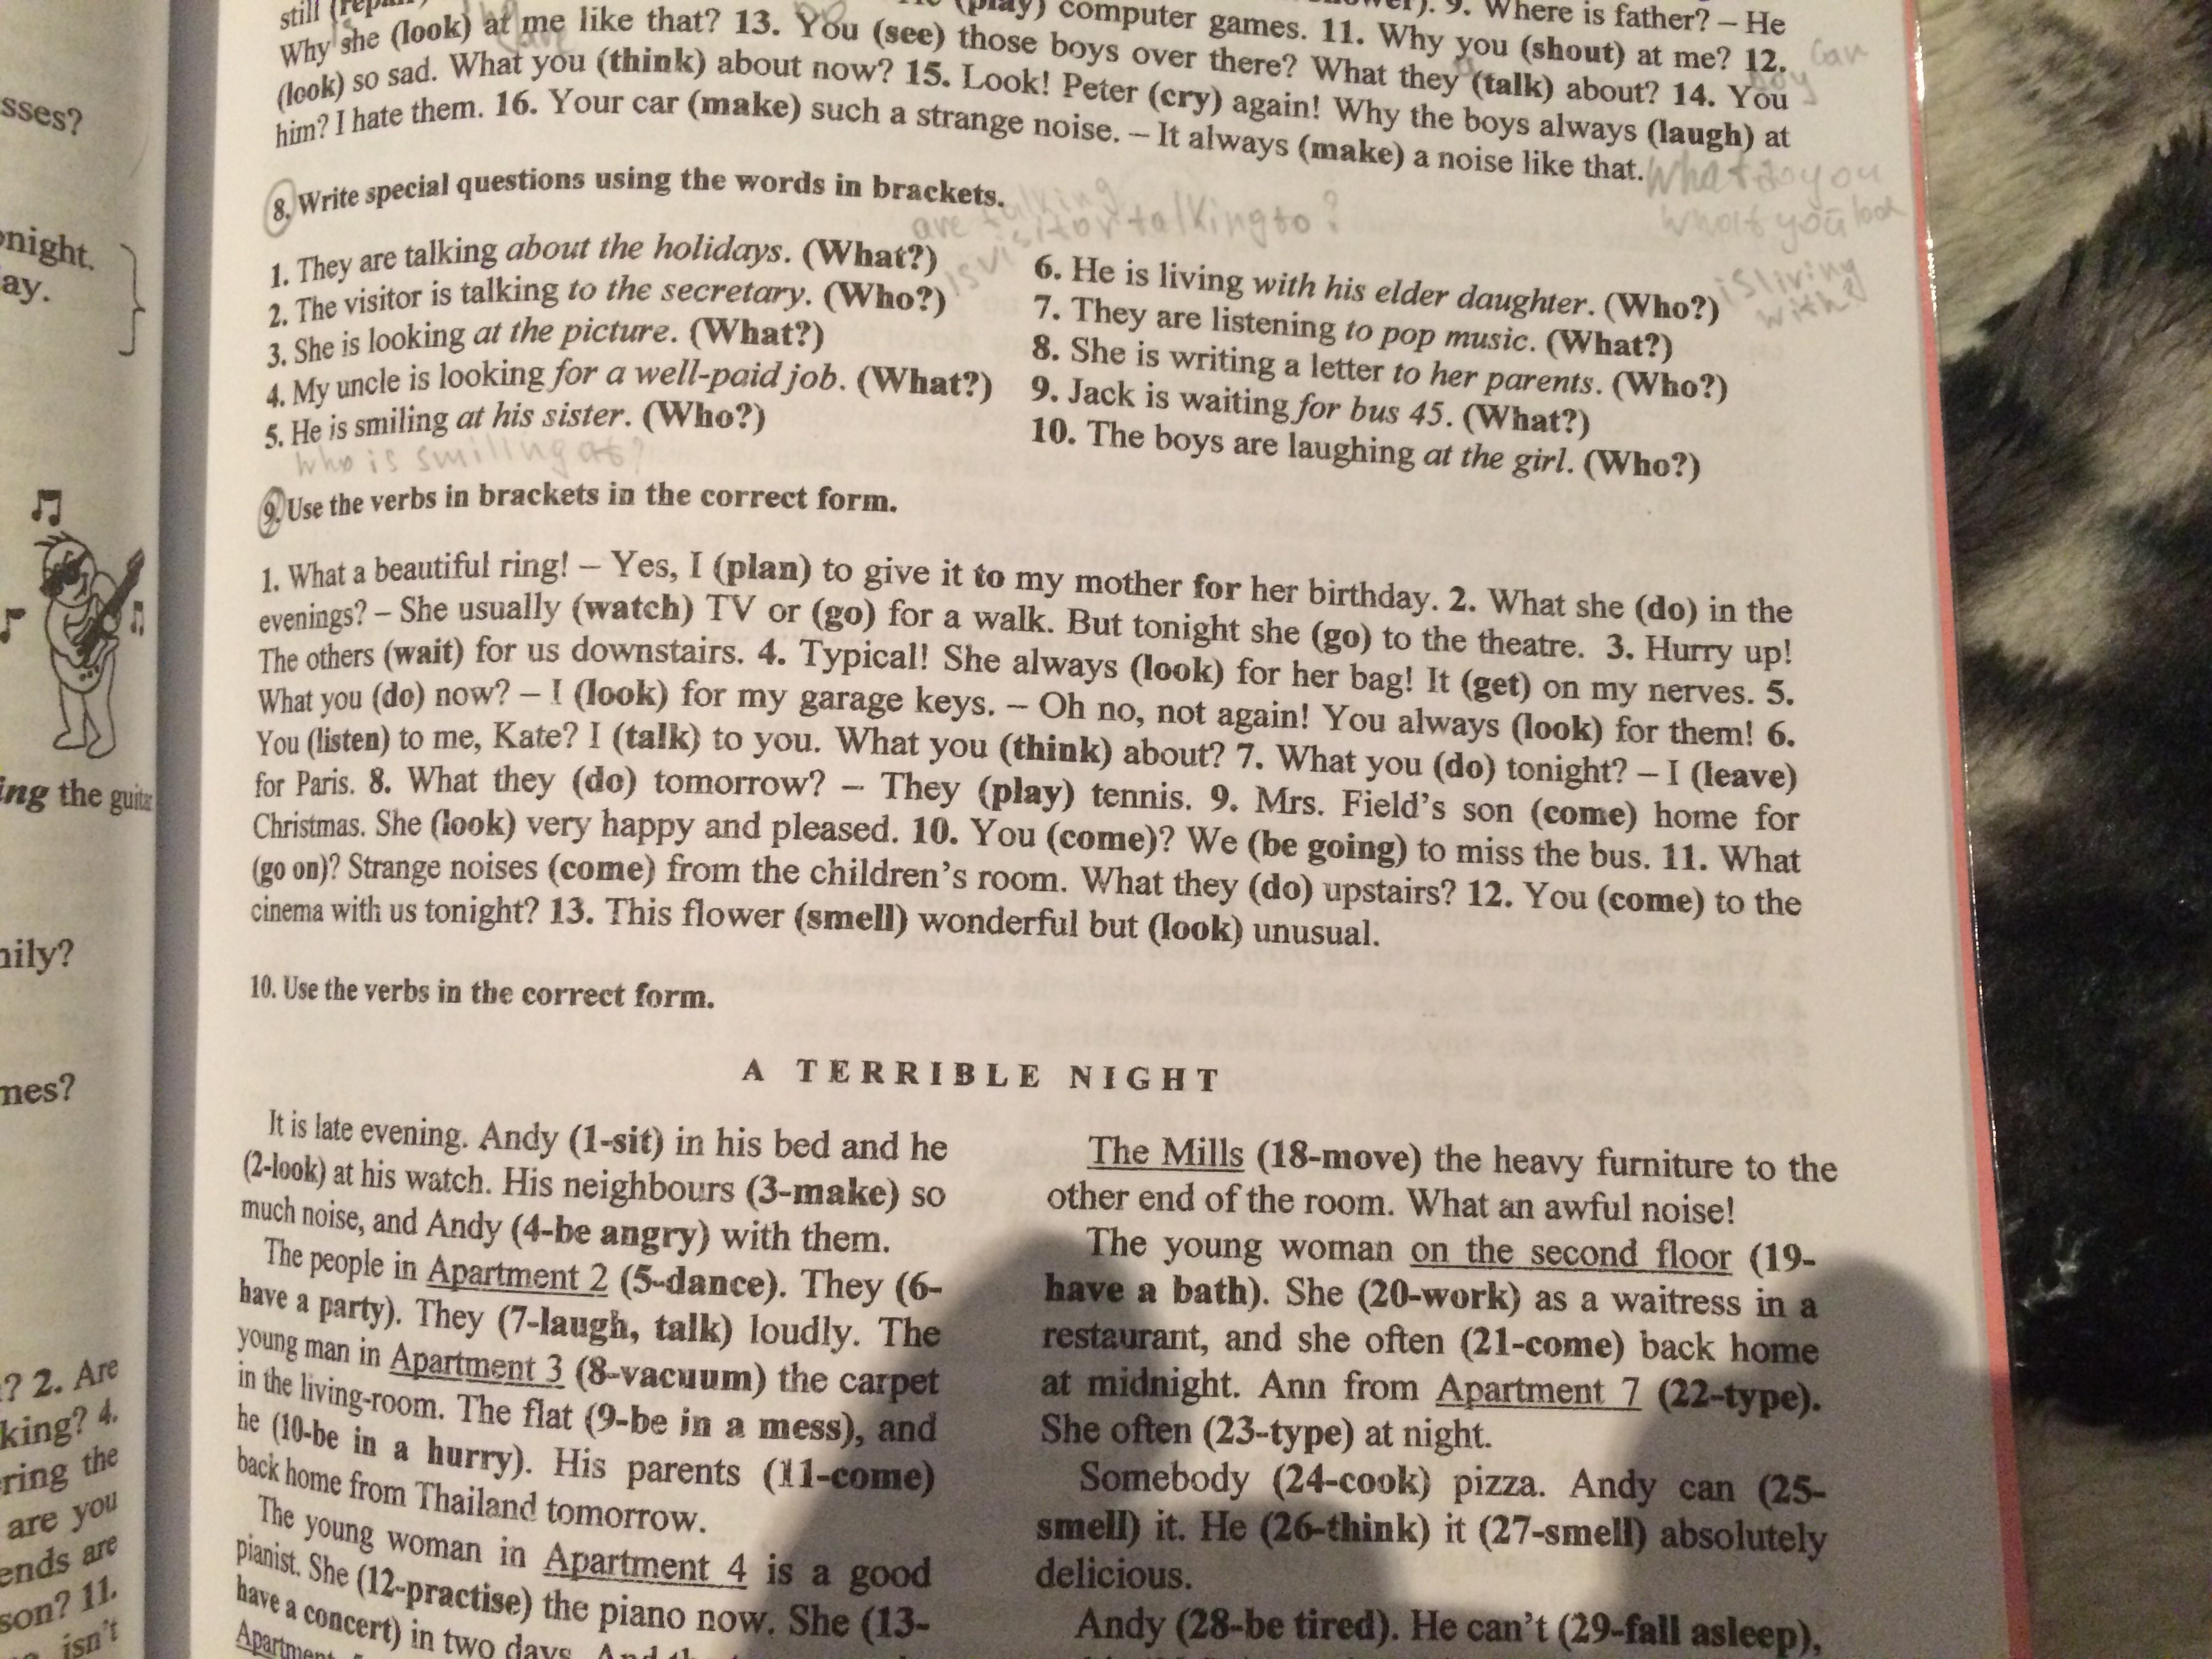 still
(play) computer games. 11. Why you (shout) at me? 12.
9. Where is father? – He
Why she (look) at me like that? 13. You (see) those boys over there? What they (talk) about? 14. You
(look) so sad. What you (think) about now? 15. Look! Peter (cry) again! Why the boys always (laugh) at
him? I hate them. 16. Your car (make) such a strange noise. – It always (make) a noise like that.
can
What do you
what you look
8. Write special questions using the words in brackets.
are talking
is visitor talking to?
1. They are talking about the holidays. (What?)
2. The visitor is talking to the secretary. (Who?)
3. She is looking at the picture. (What?)
4. My uncle is looking for a well-paid job. (What?)
5. He is smiling at his sister. (Who?)
who is smilling at?
6. He is living with his elder daughter. (Who?)
is living
with?
7. They are listening to pop music. (What?)
8. She is writing a letter to her parents. (Who?)
9. Jack is waiting for bus 45. (What?)
10. The boys are laughing at the girl. (Who?)
9. Use the verbs in brackets in the correct form.
1. What a beautiful ring! – Yes, I (plan) to give it to my mother for her birthday. 2. What she (do) in the
evenings? – She usually (watch) TV or (go) for a walk. But tonight she (go) to the theatre. 3. Hurry up!
The others (wait) for us downstairs. 4. Typical! She always (look) for her bag! It (get) on my nerves. 5.
What you (do) now? – I (look) for my garage keys. – Oh no, not again! You always (look) for them! 6.
You (listen) to me, Kate? I (talk) to you. What you (think) about? 7. What you (do) tonight? – I (leave)
for Paris. 8. What they (do) tomorrow? – They (play) tennis. 9. Mrs. Field's son (come) home for
Christmas. She (look) very happy and pleased. 10. You (come)? We (be going) to miss the bus. 11. What
(go on)? Strange noises (come) from the children's room. What they (do) upstairs? 12. You (come) to the
cinema with us tonight? 13. This flower (smell) wonderful but (look) unusual.
10. Use the verbs in the correct form.
A TERRIBLE NIGHT
It is late evening. Andy (1-sit) in his bed and he
(2-look) at his watch. His neighbours (3-make) so
much noise, and Andy (4-be angry) with them.
The people in Apartment 2 (5-dance). They (6-
have a party). They (7-laugh, talk) loudly. The
young man in Apartment 3 (8-vacuum) the carpet
in the living-room. The flat (9-be in a mess), and
he (10-be in a hurry). His parents (11-come)
back home from Thailand tomorrow.
The young woman in Apartment 4 is a good
pianist. She (12-practise) the piano now. She (13-
have a concert) in two days. And
The Mills (18-move) the heavy furniture to the
other end of the room. What an awful noise!
The young woman on the second floor (19-
have a bath). She (20-work) as a waitress in a
restaurant, and she often (21-come) back home
at midnight. Ann from Apartment 7 (22-type).
She often (23-type) at night.
Somebody (24-cook) pizza. Andy can (25-
smell) it. He (26-think) it (27-smell) absolutely
delicious.
Andy (28-be tired). He can't (29-fall asleep),
sses?
night.
ay.
ing the guitar
mes?
? 2. Are
king? 4.
ring the
are you
ends are
son? 11.
isn't